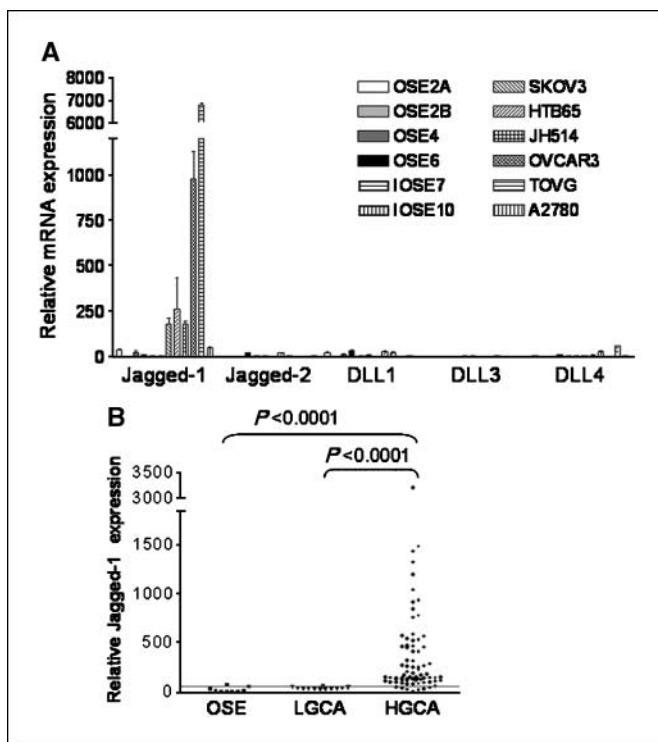 A
8000
7000
6000
1000
750
500
250
0
Relative mRNA expression
OSE2A
OSE2B
OSE4
OSE6
IOSE7
IOSE10
SKOV3
HTB65
JH514
OVCAR3
TOVG
A2780
Jagged-1 Jagged-2 DLL1 DLL3 DLL4
B
P<0.0001
P<0.0001
3500
3000
1500
1000
500
0
Relative Jagged-1 expression
OSE LGCA HGCA